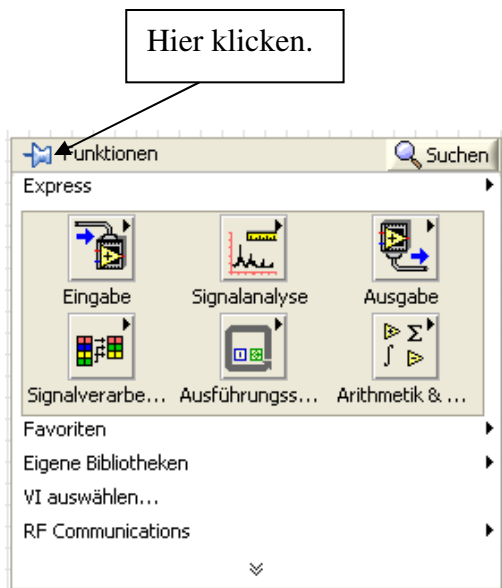 Hier klicken.
Funktionen Suchen
Express
Eingabe Signalanalyse Ausgabe
Signalverarbe... Ausführungss... Arithmetik & ...
Favoriten
Eigene Bibliotheken
VI auswählen...
RF Communications